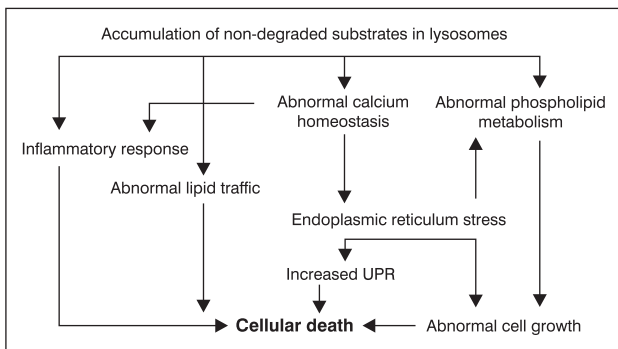 Accumulation of non-degraded substrates in lysosomes
Abnormal calcium
homeostasis
Abnormal phospholipid
metabolism
Inflammatory response
Abnormal lipid traffic
Endoplasmic reticulum stress
Increased UPR
Cellular death
Abnormal cell growth